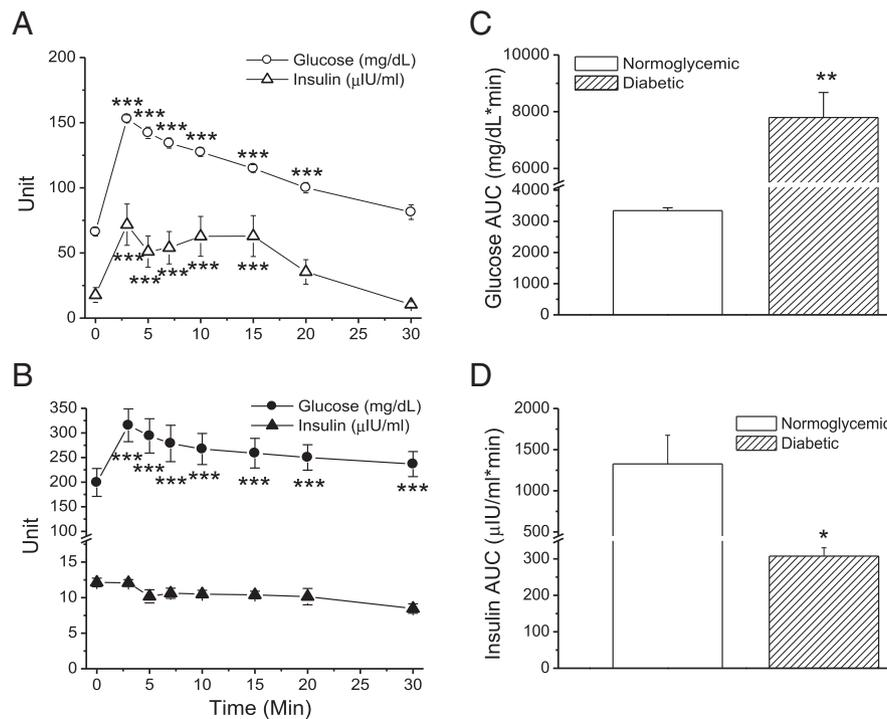 A
Glucose (mg/dL)
Insulin (µIU/ml)
Unit
200
150
100
50
0
***
***
***
***
***
***
***
***
***
***
***
0 5 10 15 20 25 30
B
Glucose (mg/dL)
Insulin (µIU/ml)
Unit
350
300
250
200
150
100
15
10
5
0
***
***
***
***
***
***
***
0 5 10 15 20 25 30
Time (Min)
C
Normoglycemic
Diabetic
Glucose AUC (mg/dL*min)
10000
8000
6000
4000
3000
2000
1000
0
**
D
Normoglycemic
Diabetic
Insulin AUC (µIU/ml*min)
2000
1500
1000
500
300
200
100
0
*